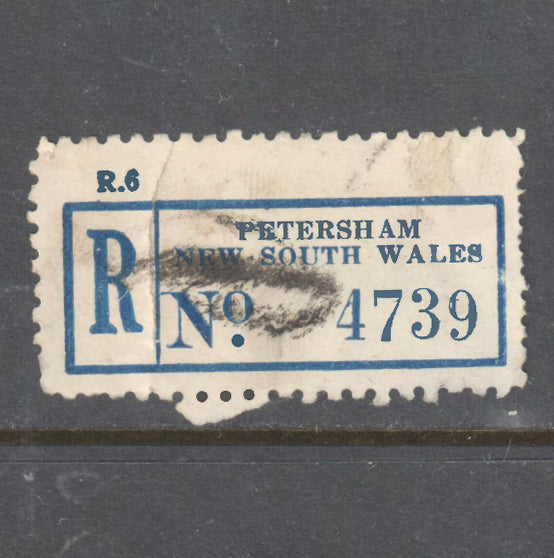 R.6
R
PETERSHAM
NEW SOUTH WALES
No. 4739